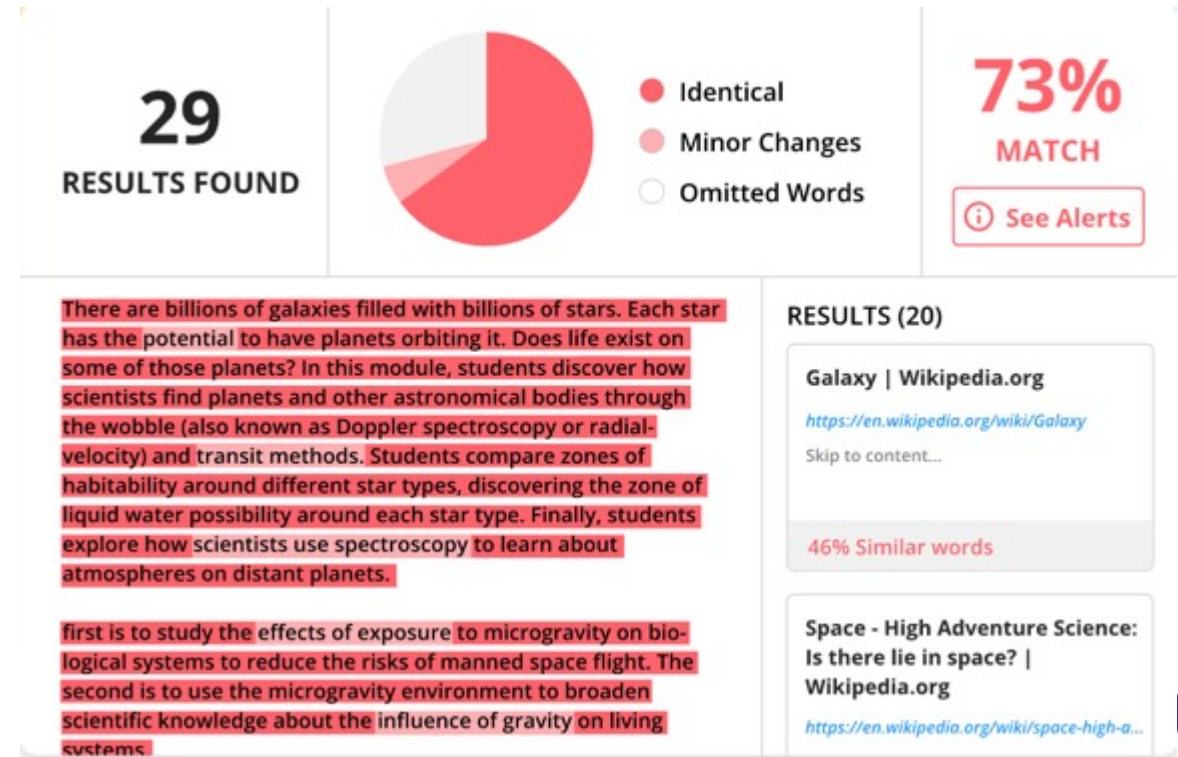 29
RESULTS FOUND
Identical
Minor Changes
Omitted Words
73%
MATCH
See Alerts
There are billions of galaxies filled with billions of stars. Each star
has the potential to have planets orbiting it. Does life exist on
some of those planets? In this module, students discover how
scientists find planets and other astronomical bodies through
the wobble (also known as Doppler spectroscopy or radial-
velocity) and transit methods. Students compare zones of
habitability around different star types, discovering the zone of
liquid water possibility around each star type. Finally, students
explore how scientists use spectroscopy to learn about
atmospheres on distant planets.
first is to study the effects of exposure to microgravity on bio-
logical systems to reduce the risks of manned space flight. The
second is to use the microgravity environment to broaden
scientific knowledge about the influence of gravity on living
systems.
RESULTS (20)
Galaxy | Wikipedia.org
https://en.wikipedia.org/wiki/Galaxy
Skip to content...
46% Similar words
Space - High Adventure Science:
Is there lie in space? |
Wikipedia.org
https://en.wikipedia.org/wiki/space-high-a...